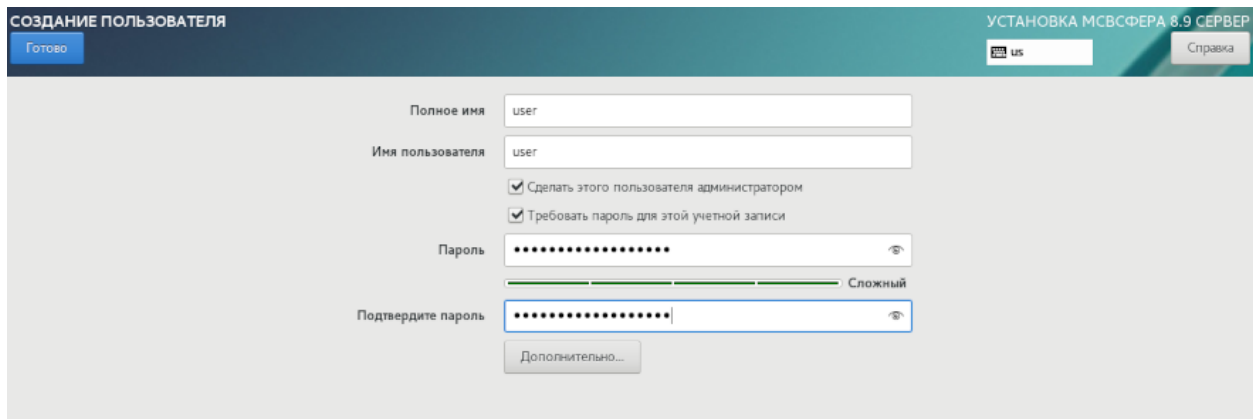 СОЗДАНИЕ ПОЛЬЗОВАТЕЛЯ
УСТАНОВКА МСВСФЕРА 8.9 СЕРВЕР
Готово
us
Справка
Полное имя
user
Имя пользователя
user
Сделать этого пользователя администратором
Требовать пароль для этой учетной записи
Пароль
••••••••••••••••••
Сложный
Подтвердите пароль
••••••••••••••••••
Дополнительно...